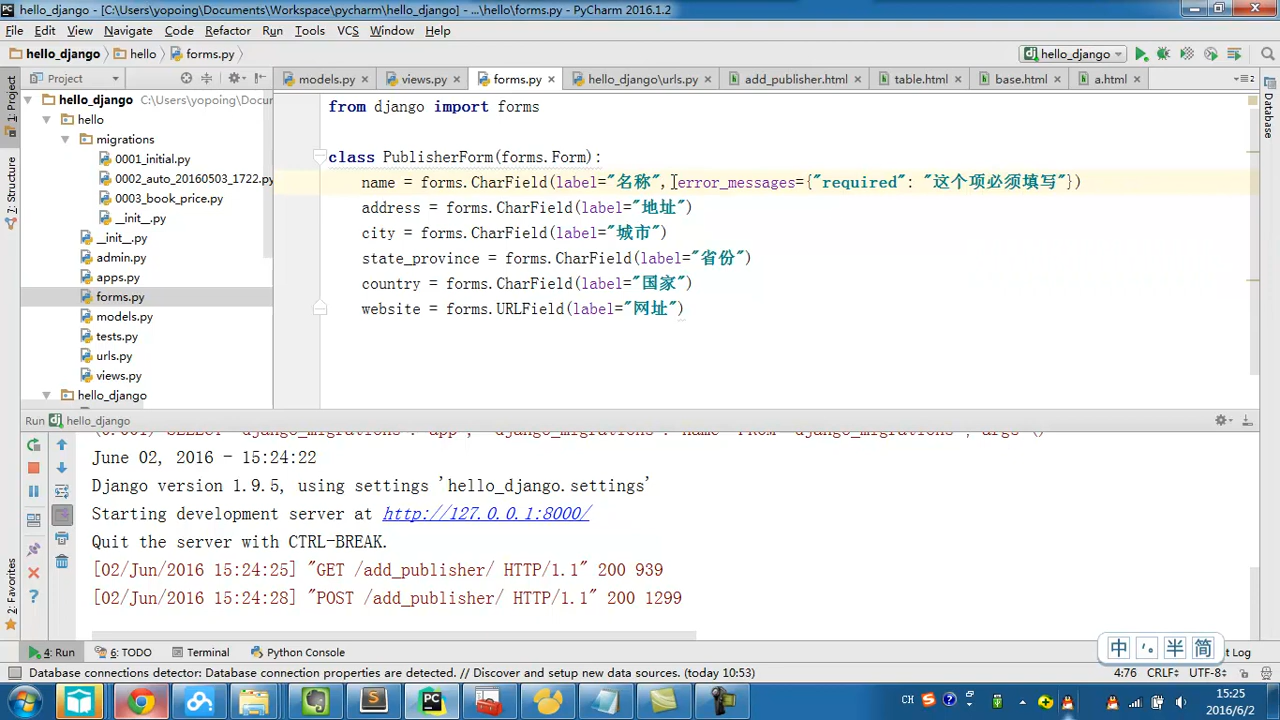 hello_django - [C:\Users\yopoing\Documents\Workspace\pycharm\hello_django] - ...\hello\forms.py - PyCharm 2016.1.2
File Edit View Navigate Code Refactor Run Tools VCS Window Help
hello_django hello forms.py hello_django
Project models.py views.py forms.py hello_django\urls.py add_publisher.html table.html base.html a.html
1: Project
7: Structure
2: Favorites
Database
hello_django C:\Users\yopoing\Docum
hello
migrations
0001_initial.py
0002_auto_20160503_1722.py
0003_book_price.py
__init__.py
__init__.py
admin.py
apps.py
forms.py
models.py
tests.py
urls.py
views.py
hello_django
from django import forms
class PublisherForm(forms.Form):
name = forms.CharField(label="名称", error_messages={"required": "这个项必须填写"})
address = forms.CharField(label="地址")
city = forms.CharField(label="城市")
state_province = forms.CharField(label="省份")
country = forms.CharField(label="国家")
website = forms.URLField(label="网址")
Run hello_django
June 02, 2016 - 15:24:22
Django version 1.9.5, using settings 'hello_django.settings'
Starting development server at http://127.0.0.1:8000/
Quit the server with CTRL-BREAK.
[02/Jun/2016 15:24:25] "GET /add_publisher/ HTTP/1.1" 200 939
[02/Jun/2016 15:24:28] "POST /add_publisher/ HTTP/1.1" 200 1299
4: Run 6: TODO Terminal Python Console t Log
中 半 简
Database connections detector: Database connection properties are detected. // Discover and setup new data sources. (today 10:53) 4:76 CRLF UTF-8
CH 15:25
2016/6/2